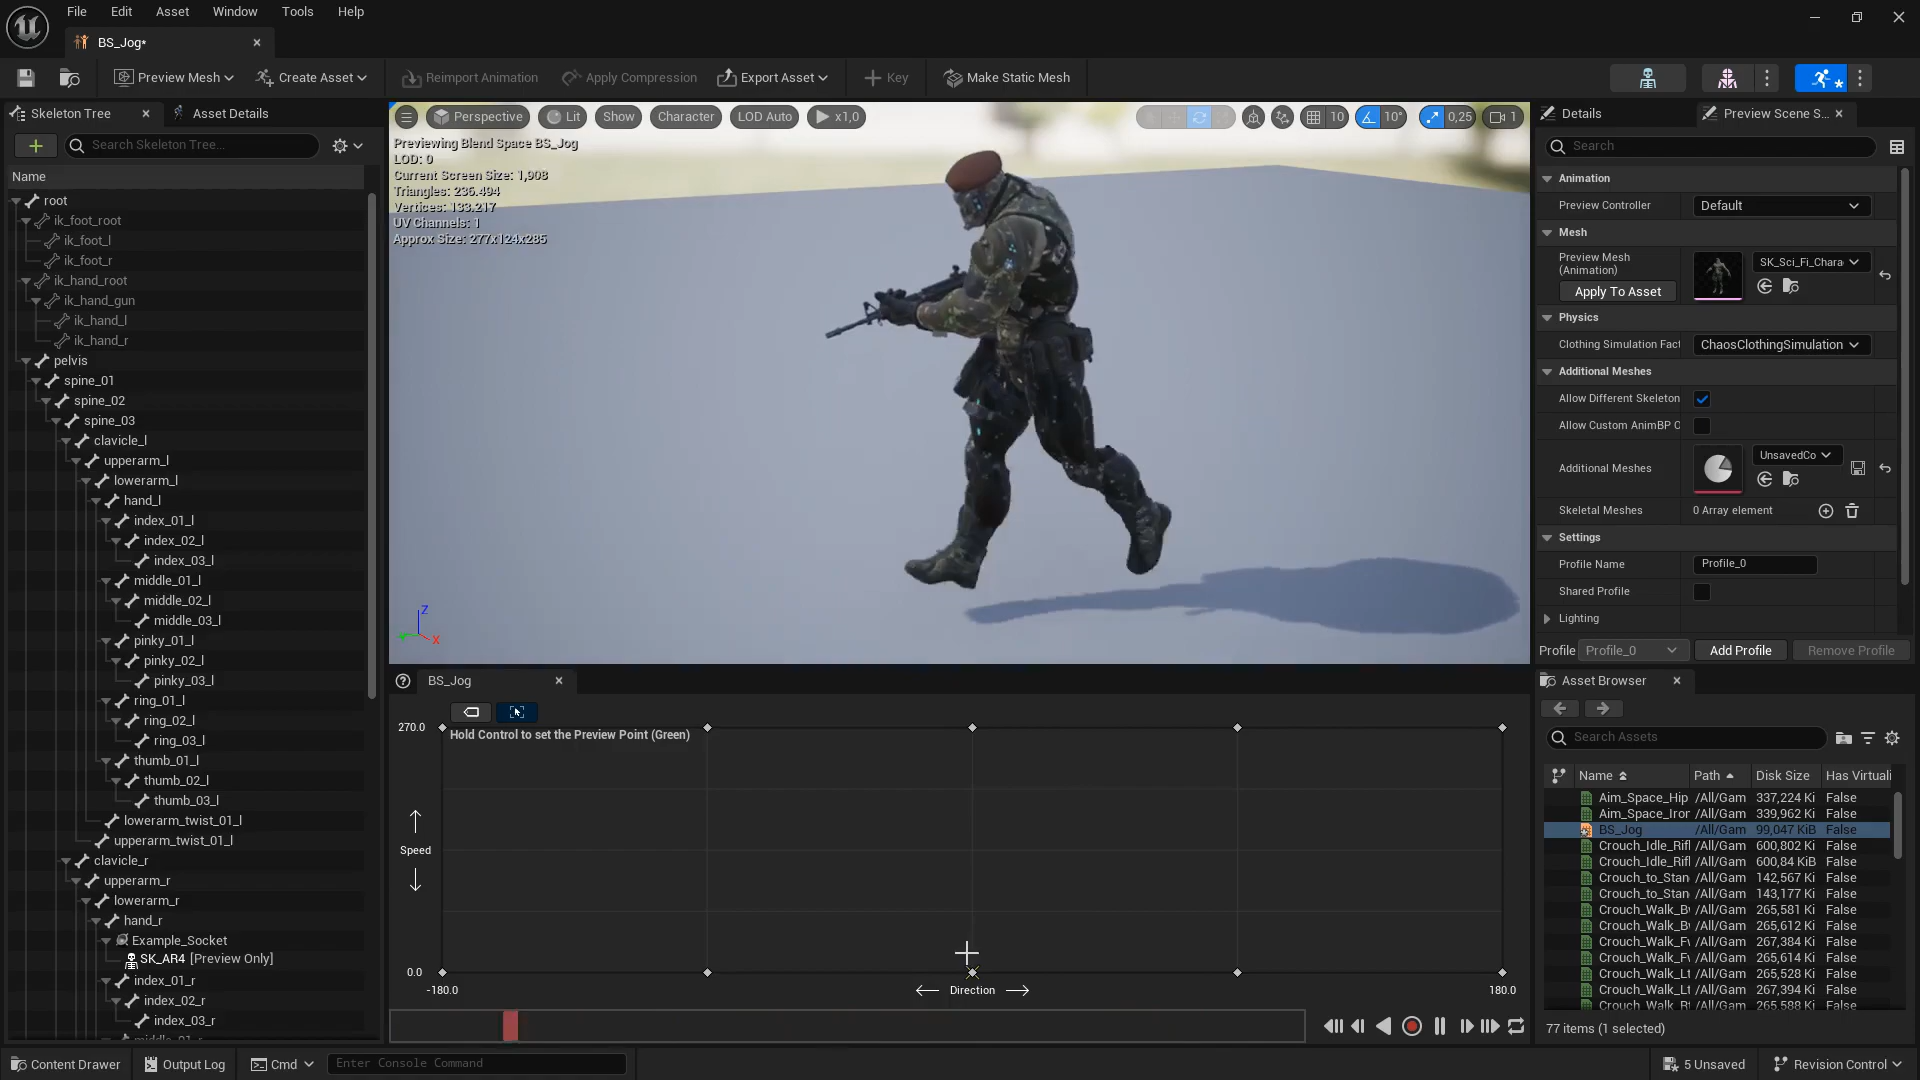 File Edit Asset Window Tools Help
BS_Jog*
Preview Mesh Create Asset Reimport Animation Apply Compression Export Asset Key Make Static Mesh
Skeleton Tree Asset Details
Search Skeleton Tree...
Name
root
ik_foot_root
ik_foot_l
ik_foot_r
ik_hand_root
ik_hand_gun
ik_hand_l
ik_hand_r
pelvis
spine_01
spine_02
spine_03
clavicle_l
upperarm_l
lowerarm_l
hand_l
index_01_l
index_02_l
index_03_l
middle_01_l
middle_02_l
middle_03_l
pinky_01_l
pinky_02_l
pinky_03_l
ring_01_l
ring_02_l
ring_03_l
thumb_01_l
thumb_02_l
thumb_03_l
lowerarm_twist_01_l
upperarm_twist_01_l
clavicle_r
upperarm_r
lowerarm_r
hand_r
Example_Socket
SK_AR4 [Preview Only]
index_01_r
index_02_r
index_03_r
middle_01_r
Perspective Lit Show Character LOD Auto x1,0 10 10° 0,25 1
Previewing Blend Space BS_Jog
LOD: 0
Current Screen Size: 1,908
Triangles: 236.494
Vertices: 133.217
UV Channels: 1
Approx Size: 277x124x285
Z
X
BS_Jog
270.0
Hold Control to set the Preview Point (Green)
Speed
0.0
-180.0 Direction 180.0
Details Preview Scene S...
Search
Animation
Preview Controller Default
Mesh
Preview Mesh
(Animation)
SK_Sci_Fi_Chara
Apply To Asset
Physics
Clothing Simulation Fact ChaosClothingSimulation
Additional Meshes
Allow Different Skeleton
Allow Custom AnimBP O
Additional Meshes UnsavedCo
Skeletal Meshes 0 Array element
Settings
Profile Name Profile_0
Shared Profile
Lighting
Profile Profile_0 Add Profile Remove Profile
Asset Browser
Search Assets
Name Path Disk Size Has Virtuali
Aim_Space_Hip /All/Gam 337,224 Ki False
Aim_Space_Iron /All/Gam 339,962 Ki False
BS_Jog /All/Gam 99,047 KiB False
Crouch_Idle_Rifl /All/Gam 600,802 Ki False
Crouch_Idle_Rifl /All/Gam 600,84 KiB False
Crouch_to_Stan /All/Gam 142,567 Ki False
Crouch_to_Stan /All/Gam 143,177 Ki False
Crouch_Walk_Bw /All/Gam 265,581 Ki False
Crouch_Walk_Bw /All/Gam 265,612 Ki False
Crouch_Walk_Fw /All/Gam 267,384 Ki False
Crouch_Walk_Fw /All/Gam 265,614 Ki False
Crouch_Walk_Lt /All/Gam 265,528 Ki False
Crouch_Walk_Lt /All/Gam 267,394 Ki False
Crouch_Walk_Rt /All/Gam 265,588 Ki False
77 items (1 selected)
Content Drawer Output Log Cmd Enter Console Command 5 Unsaved Revision Control